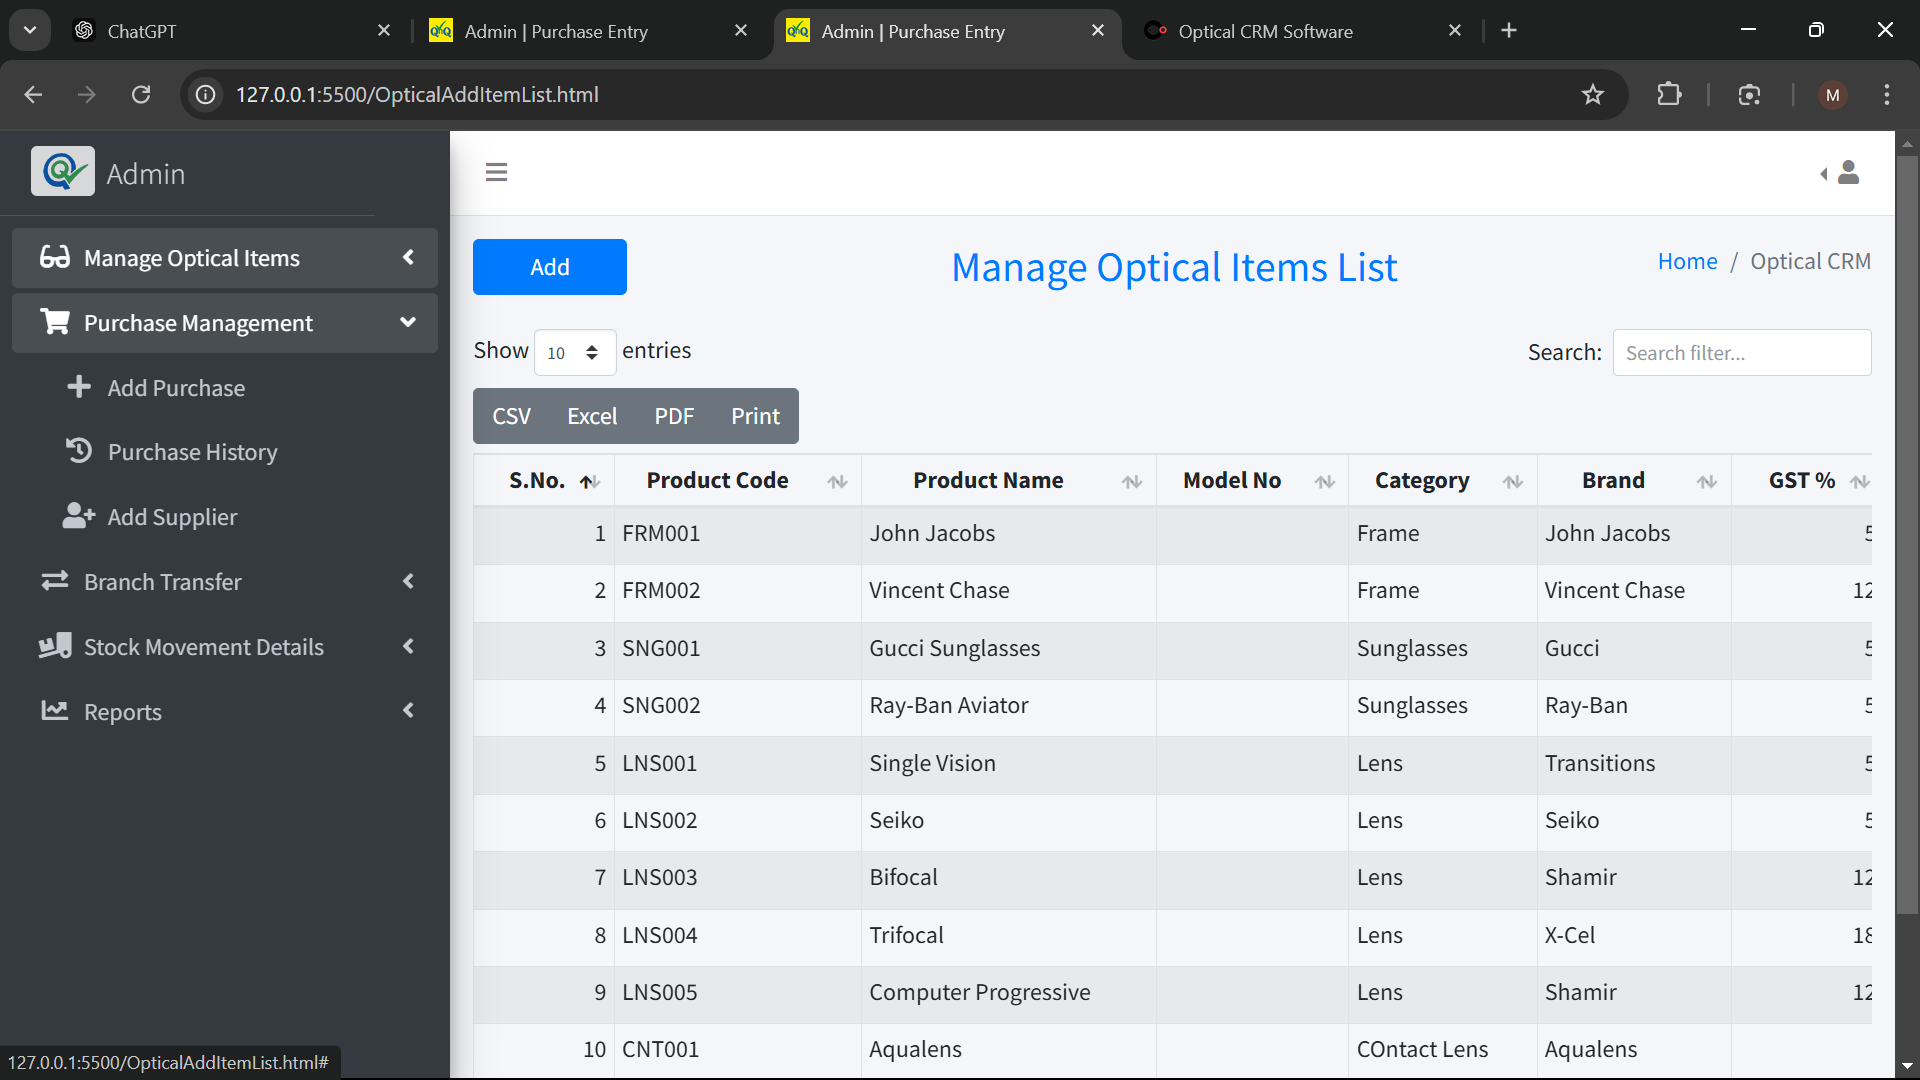 ChatGPT
Admin | Purchase Entry
Admin | Purchase Entry
Optical CRM Software
127.0.0.1:5500/OpticalAddItemList.html
M
Admin
Manage Optical Items
Purchase Management
Add Purchase
Purchase History
Add Supplier
Branch Transfer
Stock Movement Details
Reports
Add
Manage Optical Items List
Home / Optical CRM
Show 10 entries
Search: Search filter...
CSV Excel PDF Print
S.No. Product Code Product Name Model No Category Brand GST %
1 FRM001 John Jacobs Frame John Jacobs 5
2 FRM002 Vincent Chase Frame Vincent Chase 12
3 SNG001 Gucci Sunglasses Sunglasses Gucci 5
4 SNG002 Ray-Ban Aviator Sunglasses Ray-Ban 5
5 LNS001 Single Vision Lens Transitions 5
6 LNS002 Seiko Lens Seiko 5
7 LNS003 Bifocal Lens Shamir 12
8 LNS004 Trifocal Lens X-Cel 18
9 LNS005 Computer Progressive Lens Shamir 12
10 CNT001 Aqualens COntact Lens Aqualens
127.0.0.1:5500/OpticalAddItemList.html#